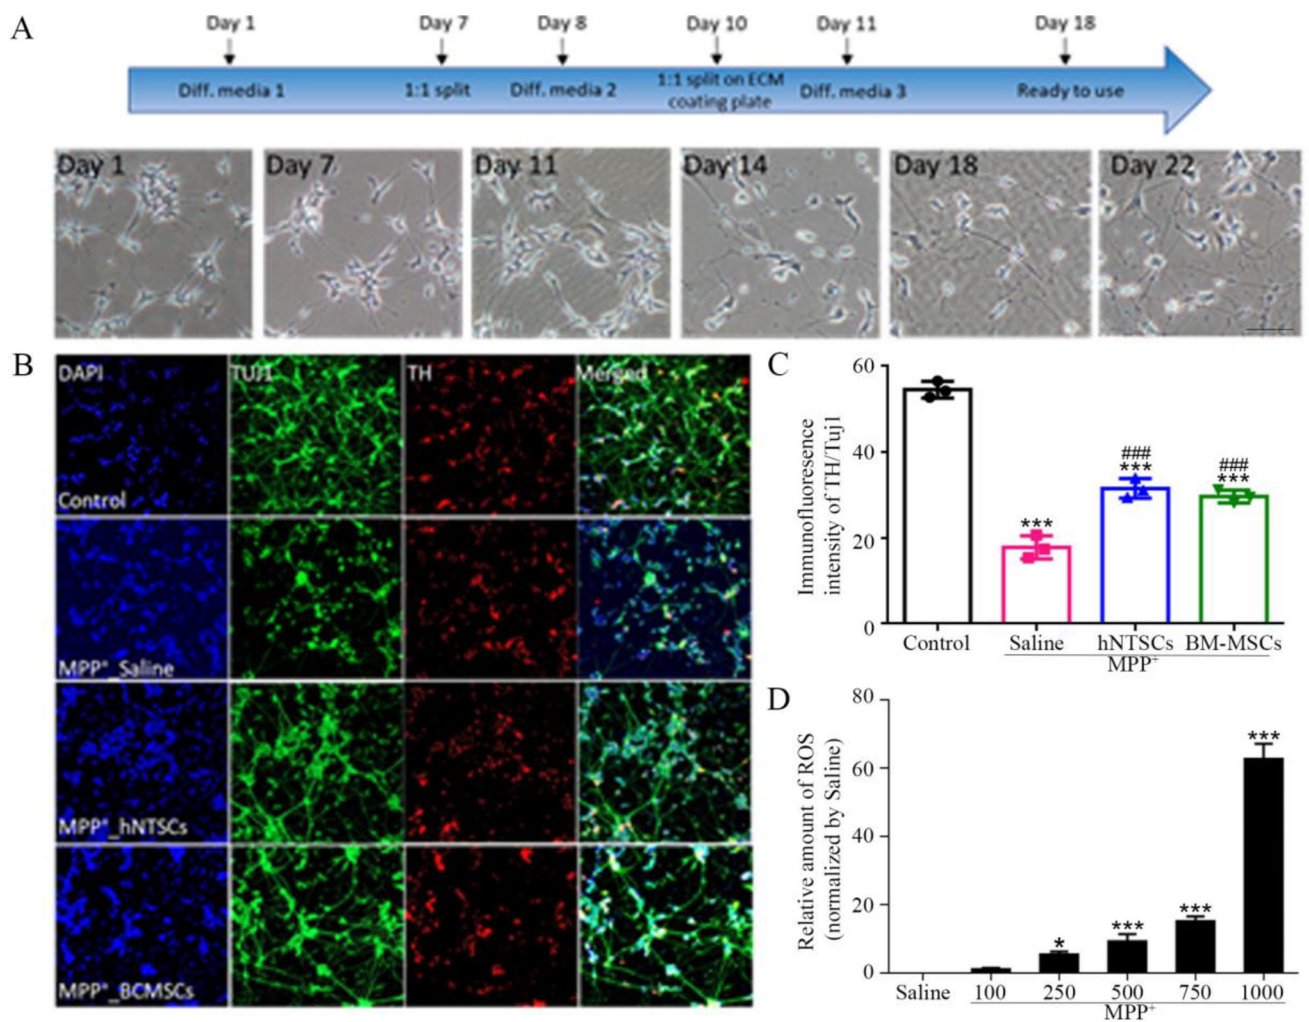 A
Day 1 Day 7 Day 8 Day 10 Day 11 Day 18
Diff. media 1 1:1 split Diff. media 2 1:1 split on ECM coating plate Diff. media 3 Ready to use
Day 1 Day 7 Day 11 Day 14 Day 18 Day 22
B
DAPI TUJ1 TH Merged
Control
MPP+_Saline
MPP+_hNTSCs
MPP+_BCMSCs
C
Immunofluoresence
intensity of TH/Tuj1
60
40
20
0
***
###
***
###
***
Control Saline hNTSCs BM-MSCs
MPP+
D
Relative amount of ROS
(normalized by Saline)
80
60
40
20
0
* *** *** ***
Saline 100 250 500 750 1000
MPP+